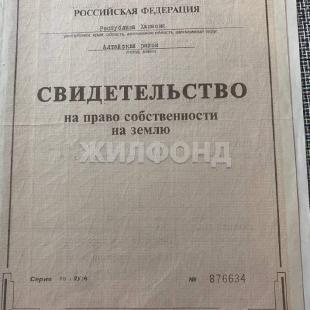 РОССИЙСКАЯ ФЕДЕРАЦИЯ
Республика Хакасия
Алтайский район
СВИДЕТЕЛЬСТВО
на право собственности
на землю
ЖИЛФОНД
Серия
№ 876634